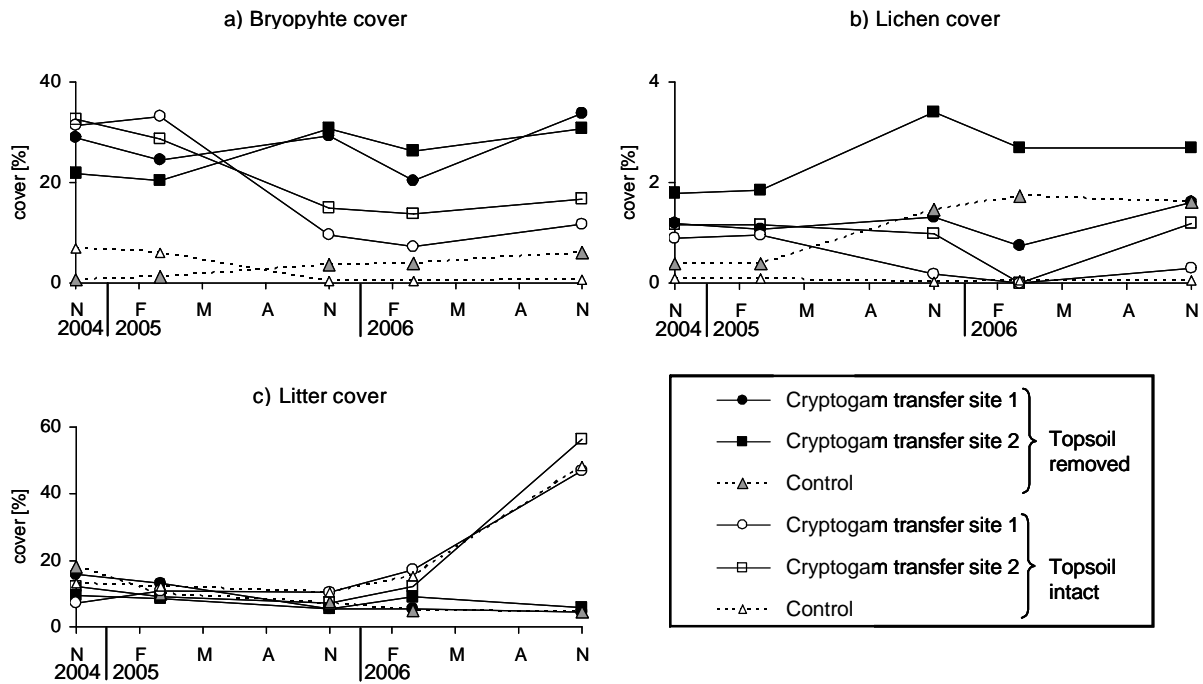 a) Bryopyhte cover
40
20
0
cover [%]
N F M A N F A N
2004 2005 2006
b) Lichen cover
4
2
0
cover [%]
N F M A N F A N
2004 2005 2006
c) Litter cover
60
40
20
0
cover [%]
N F M A N F A N
2004 2005 2006
Cryptogam transfer site 1
Cryptogam transfer site 2
Control
Topsoil
removed
Cryptogam transfer site 1
Cryptogam transfer site 2
Control
Topsoil
intact